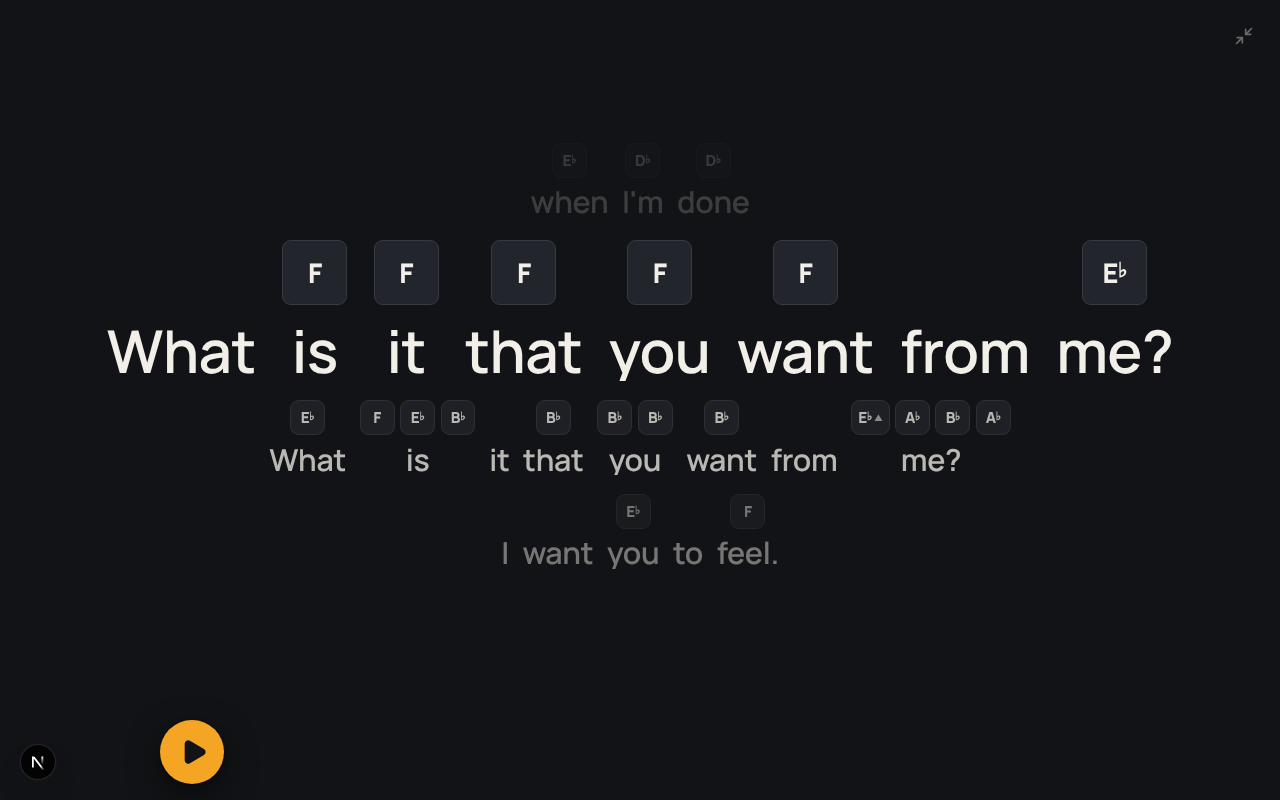 E♭ D♭ D♭
when I'm done
F F F F F E♭
What is it that you want from me?
E♭ F E♭ B♭ B♭ B♭ B♭ B♭ E♭▲ A♭ B♭ A♭
What is it that you want from me?
E♭ F
I want you to feel.
N